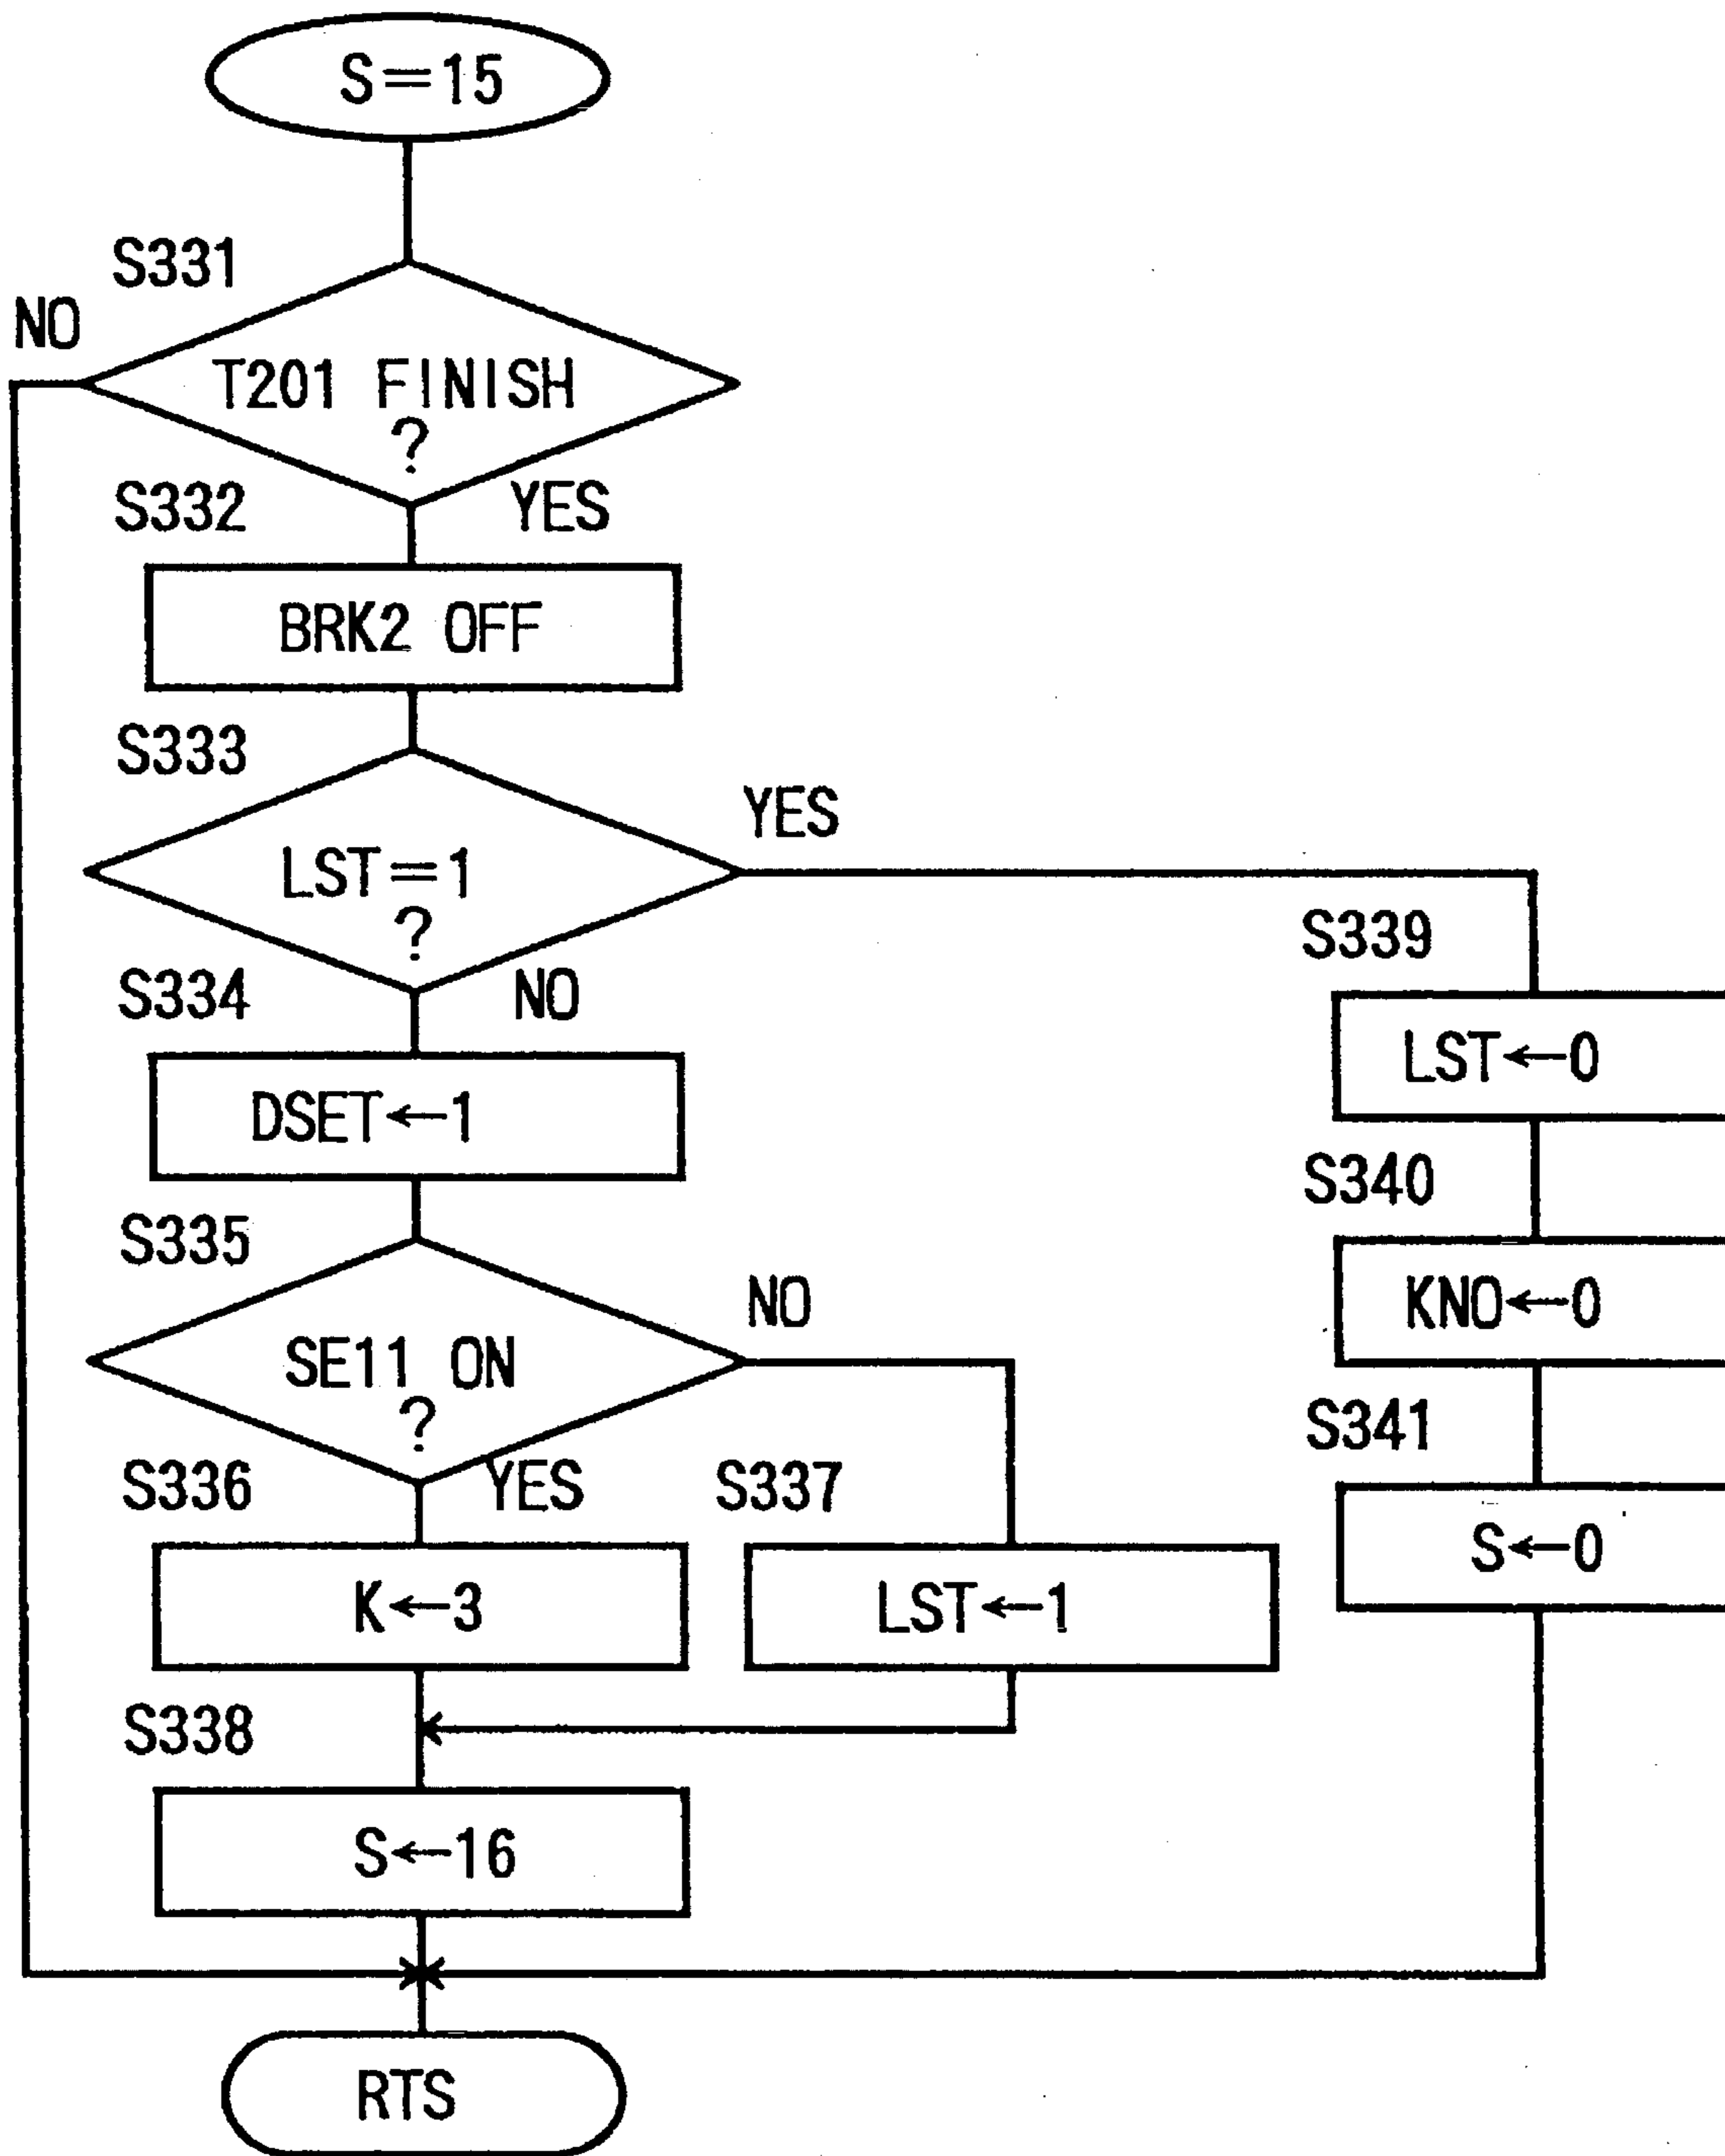 S=15
S331
NO
T201 FINISH
?
S332
YES
BRK2 OFF
S333
YES
LST=1
?
S339
S334
NO
LST←0
DSET←1
S340
S335
NO
KNO←0
SE11 ON
?
S341
S336
YES
S337
S←0
K←3
LST←1
S338
S←16
RTS